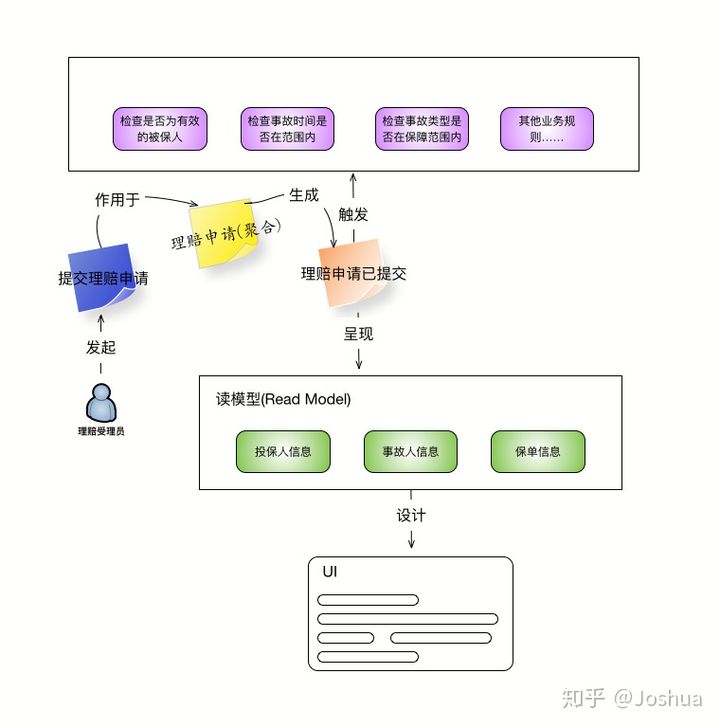 检查是否为有效
的被保人
检查事故时间是
否在范围内
检查事故类型是
否在保障范围内
其他业务规
则……
作用于
生成
触发
理赔申请(聚合)
提交理赔申请
理赔申请已提交
发起
呈现
理赔受理员
读模型(Read Model)
投保人信息
事故人信息
保单信息
设计
UI
知乎 @Joshua